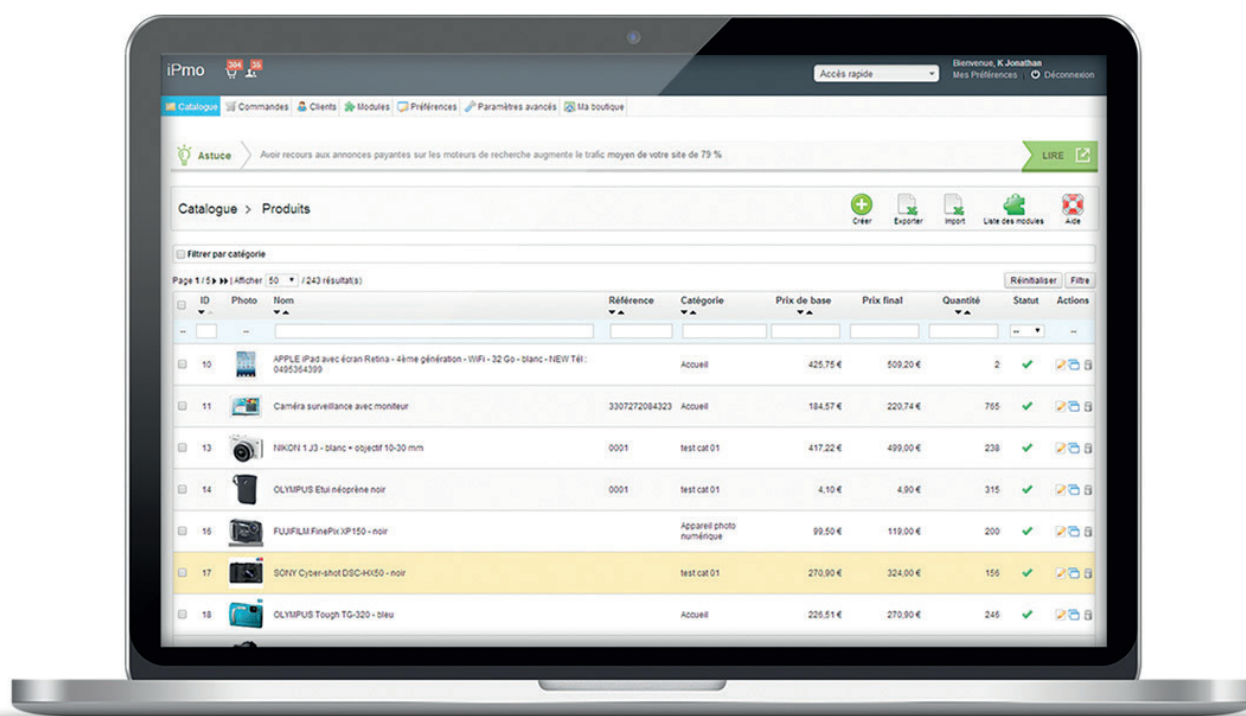 iPmo 304 35
Accès rapide
Bienvenue, K Jonathan
Mes Préférences Déconnexion
Catalogue Commandes Clients Modules Préférences Paramètres avancés Ma boutique
Astuce Avoir recours aux annonces payantes sur les moteurs de recherche augmente le trafic moyen de votre site de 79 % LIRE
Catalogue > Produits
Créer Exporter Import Liste des modules Aide
Filtrer par catégorie
Page 1 / 5 | Afficher 50 / 243 résultat(s) Réinitialiser Filtre
ID Photo Nom Référence Catégorie Prix de base Prix final Quantité Statut Actions
-- -- -- --
10 APPLE iPad avec écran Retina - 4ème génération - WiFi - 32 Go - blanc - NEW Tél :
0495364399 Accueil 425,75 € 509,20 € 2
11 Caméra surveillance avec moniteur 3307272084323 Accueil 184,57 € 220,74 € 765
13 NIKON 1 J3 - blanc + objectif 10-30 mm 0001 test cat 01 417,22 € 499,00 € 238
14 OLYMPUS Etui néoprène noir 0001 test cat 01 4,10 € 4,90 € 315
16 FUJIFILM FinePix XP150 - noir Appareil photo
numérique 99,50 € 119,00 € 200
17 SONY Cyber-shot DSC-HX50 - noir test cat 01 270,90 € 324,00 € 156
18 OLYMPUS Tough TG-320 - bleu Accueil 226,51 € 270,90 € 246